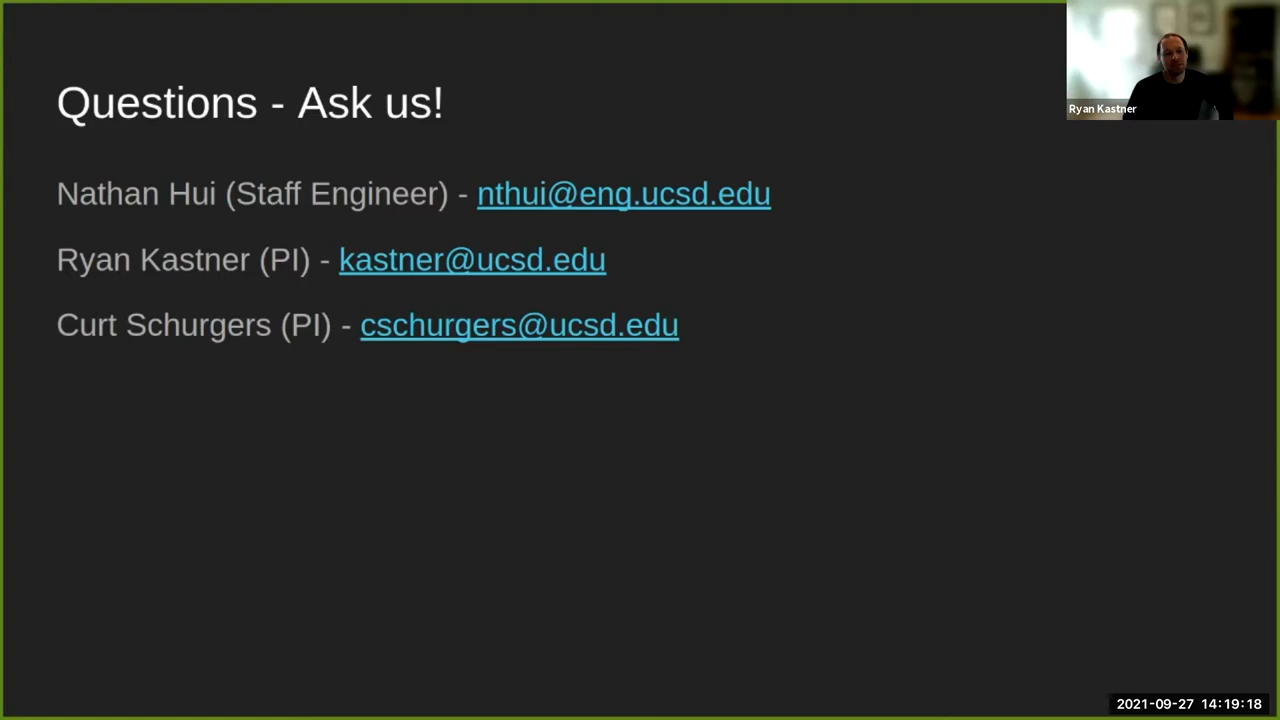 Questions - Ask us!
Ryan Kastner
Nathan Hui (Staff Engineer) - nthui@eng.ucsd.edu
Ryan Kastner (PI) - kastner@ucsd.edu
Curt Schurgers (PI) - cschurgers@ucsd.edu
2021-09-27 14:19:18